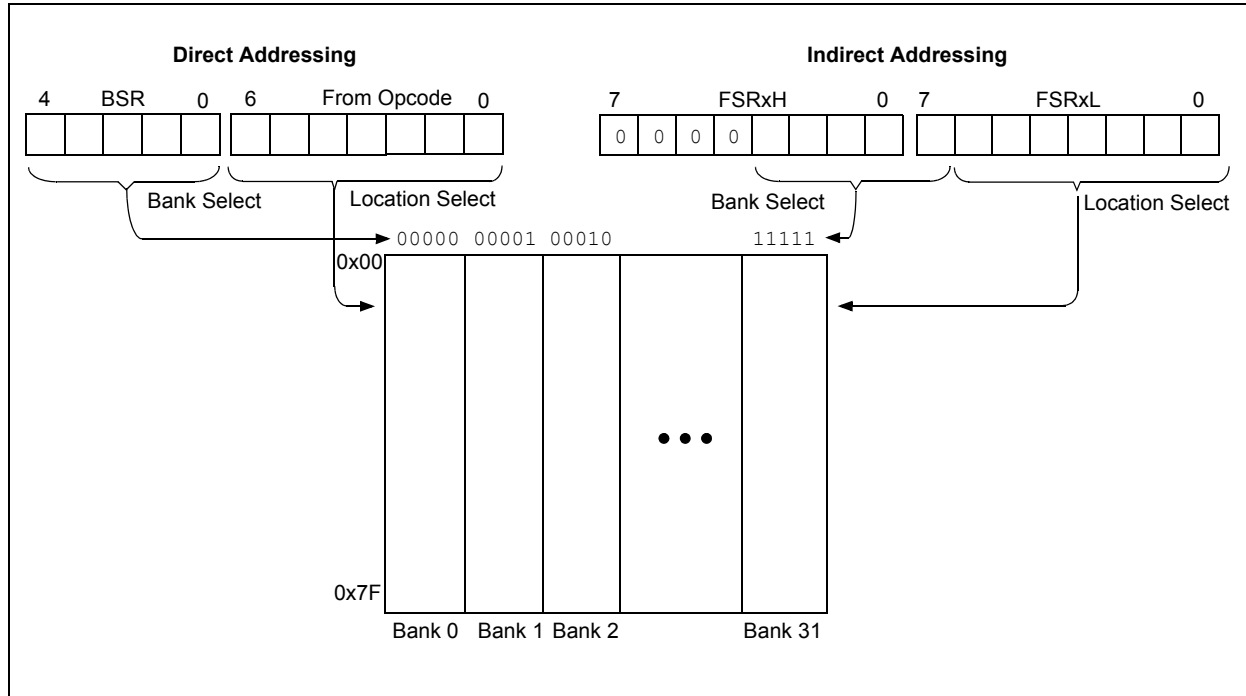 Direct Addressing Indirect Addressing
4 BSR 0 6 From Opcode 0 7 FSRxH 0 7 FSRxL 0
0 0 0 0
Bank Select Location Select Bank Select Location Select
00000 00001 00010 11111
0x00
0x7F
Bank 0 Bank 1 Bank 2 Bank 31